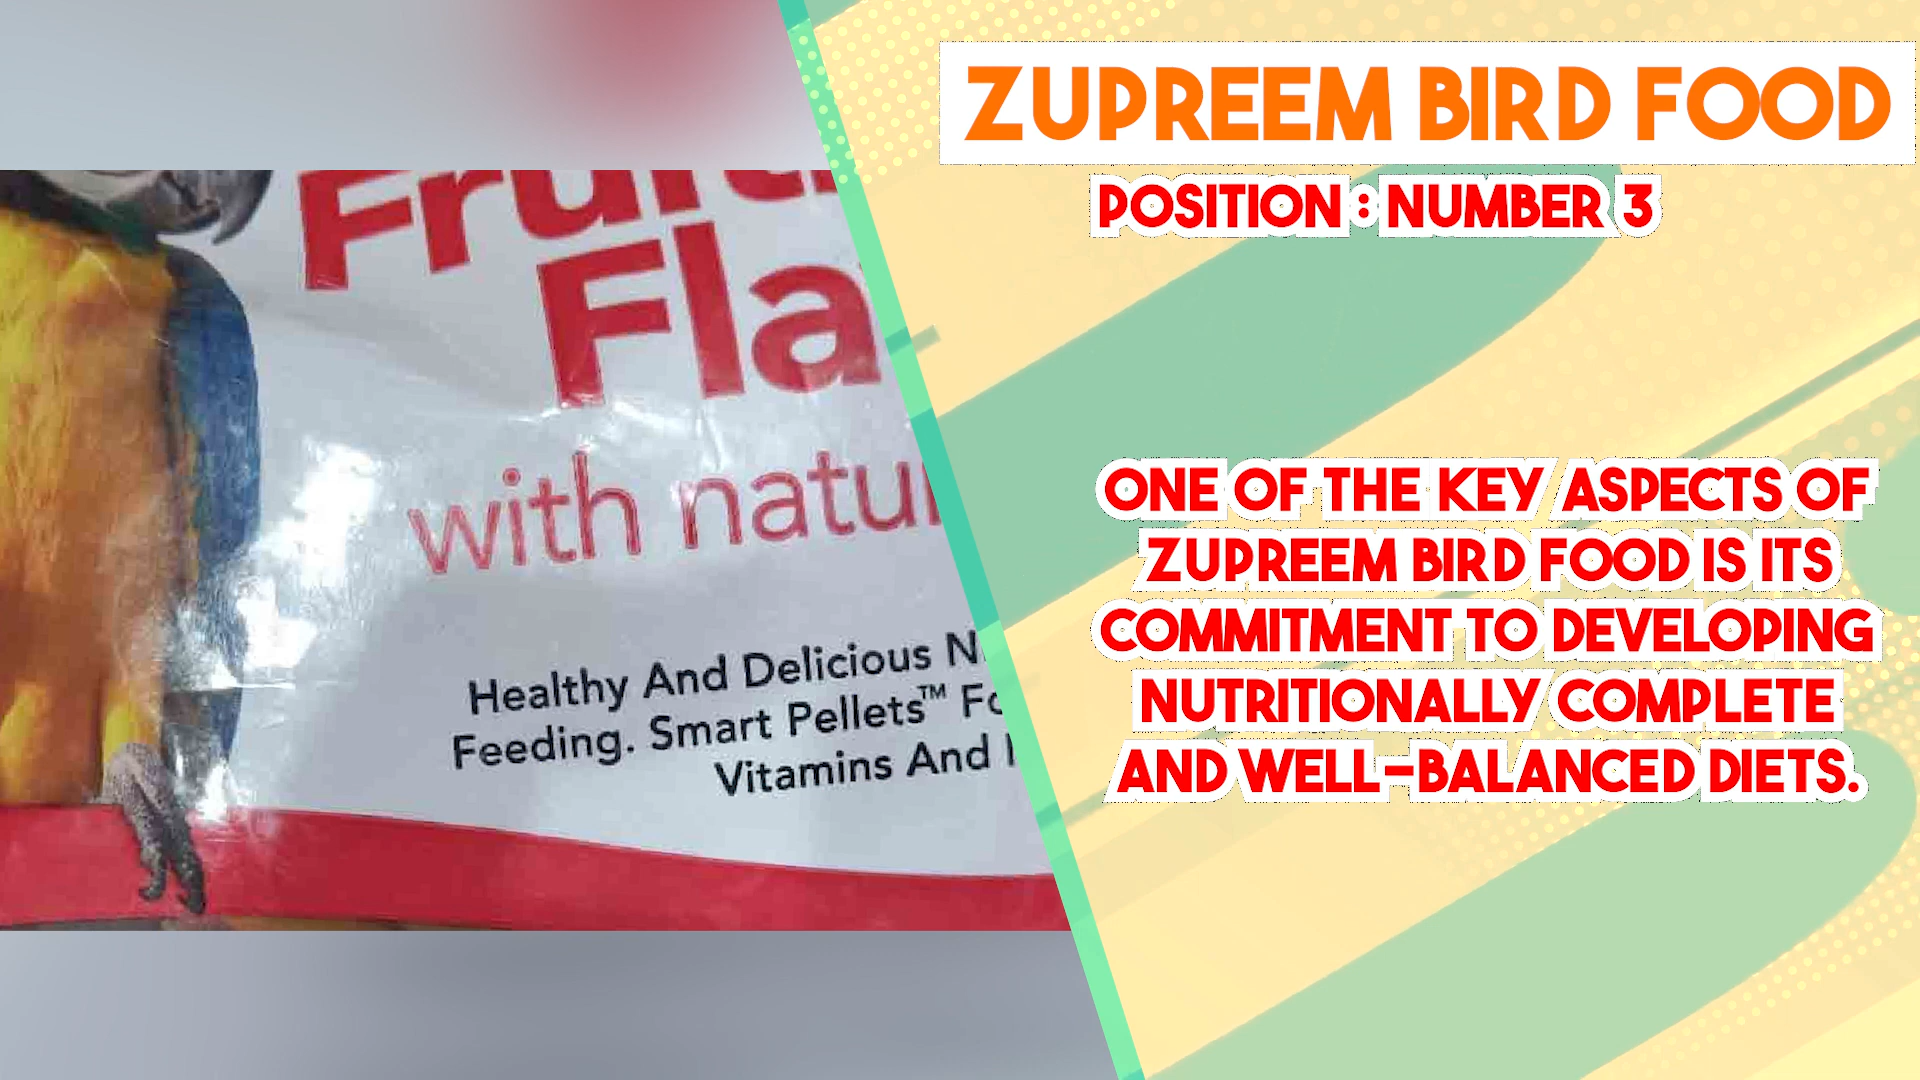 ZUPREEM BIRD FOOD
POSITION : NUMBER 3
Fla
with natur
Healthy And Delicious
Feeding. Smart Pellets™
Vitamins And
ONE OF THE KEY ASPECTS OF
ZUPREEM BIRD FOOD IS ITS
COMMITMENT TO DEVELOPING
NUTRITIONALLY COMPLETE
AND WELL-BALANCED DIETS.